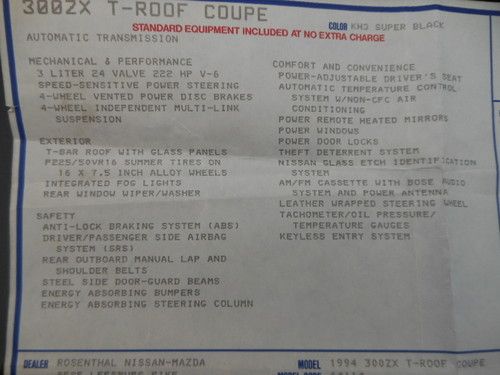 300ZX T-ROOF COUPE
COLOR KH3 SUPER BLACK
STANDARD EQUIPMENT INCLUDED AT NO EXTRA CHARGE
AUTOMATIC TRANSMISSION
MECHANICAL & PERFORMANCE
3 LITER 24 VALVE 222 HP V-6
SPEED-SENSITIVE POWER STEERING
4-WHEEL VENTED POWER DISC BRAKES
4-WHEEL INDEPENDENT MULTI-LINK
SUSPENSION
EXTERIOR
T-BAR ROOF WITH GLASS PANELS
P225/50VR16 SUMMER TIRES ON
16 X 7.5 INCH ALLOY WHEELS
INTEGRATED FOG LIGHTS
REAR WINDOW WIPER/WASHER
SAFETY
ANTI-LOCK BRAKING SYSTEM (ABS)
DRIVER/PASSENGER SIDE AIRBAG
SYSTEM (SRS)
REAR OUTBOARD MANUAL LAP AND
SHOULDER BELTS
STEEL SIDE DOOR-GUARD BEAMS
ENERGY ABSORBING BUMPERS
ENERGY ABSORBING STEERING COLUMN
COMFORT AND CONVENIENCE
POWER-ADJUSTABLE DRIVER'S SEAT
AUTOMATIC TEMPERATURE CONTROL
SYSTEM W/NON-CFC AIR
CONDITIONING
POWER REMOTE HEATED MIRRORS
POWER WINDOWS
POWER DOOR LOCKS
THEFT DETERRENT SYSTEM
NISSAN GLASS ETCH IDENTIFICATION
SYSTEM
AM/FM CASSETTE WITH BOSE AUDIO
SYSTEM AND POWER ANTENNA
LEATHER WRAPPED STEERING WHEEL
TACHOMETER/OIL PRESSURE/
TEMPERATURE GAUGES
KEYLESS ENTRY SYSTEM
DEALER ROSENTHAL NISSAN-MAZDA
MODEL 1994 300ZX T-ROOF COUPE